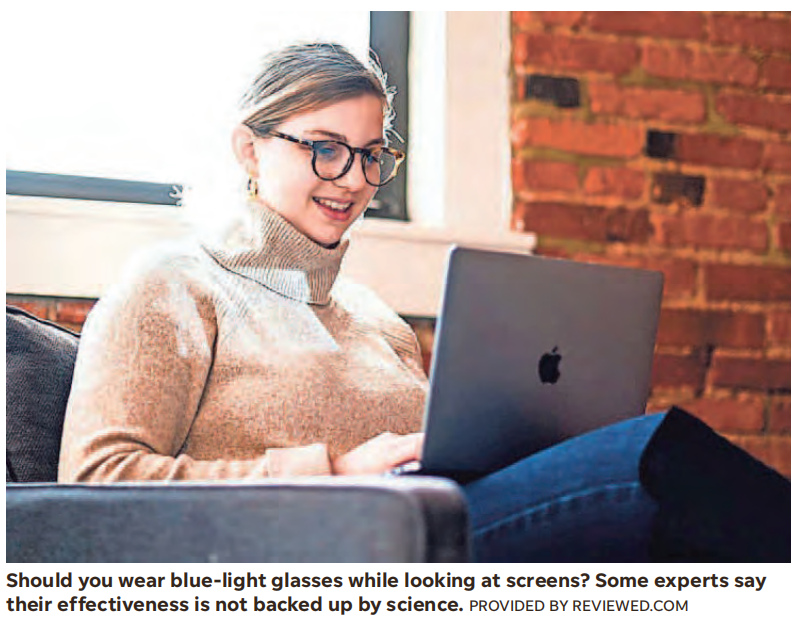 Should you wear blue-light glasses while looking at screens? Some experts say
their effectiveness is not backed up by science. PROVIDED BY REVIEWED.COM